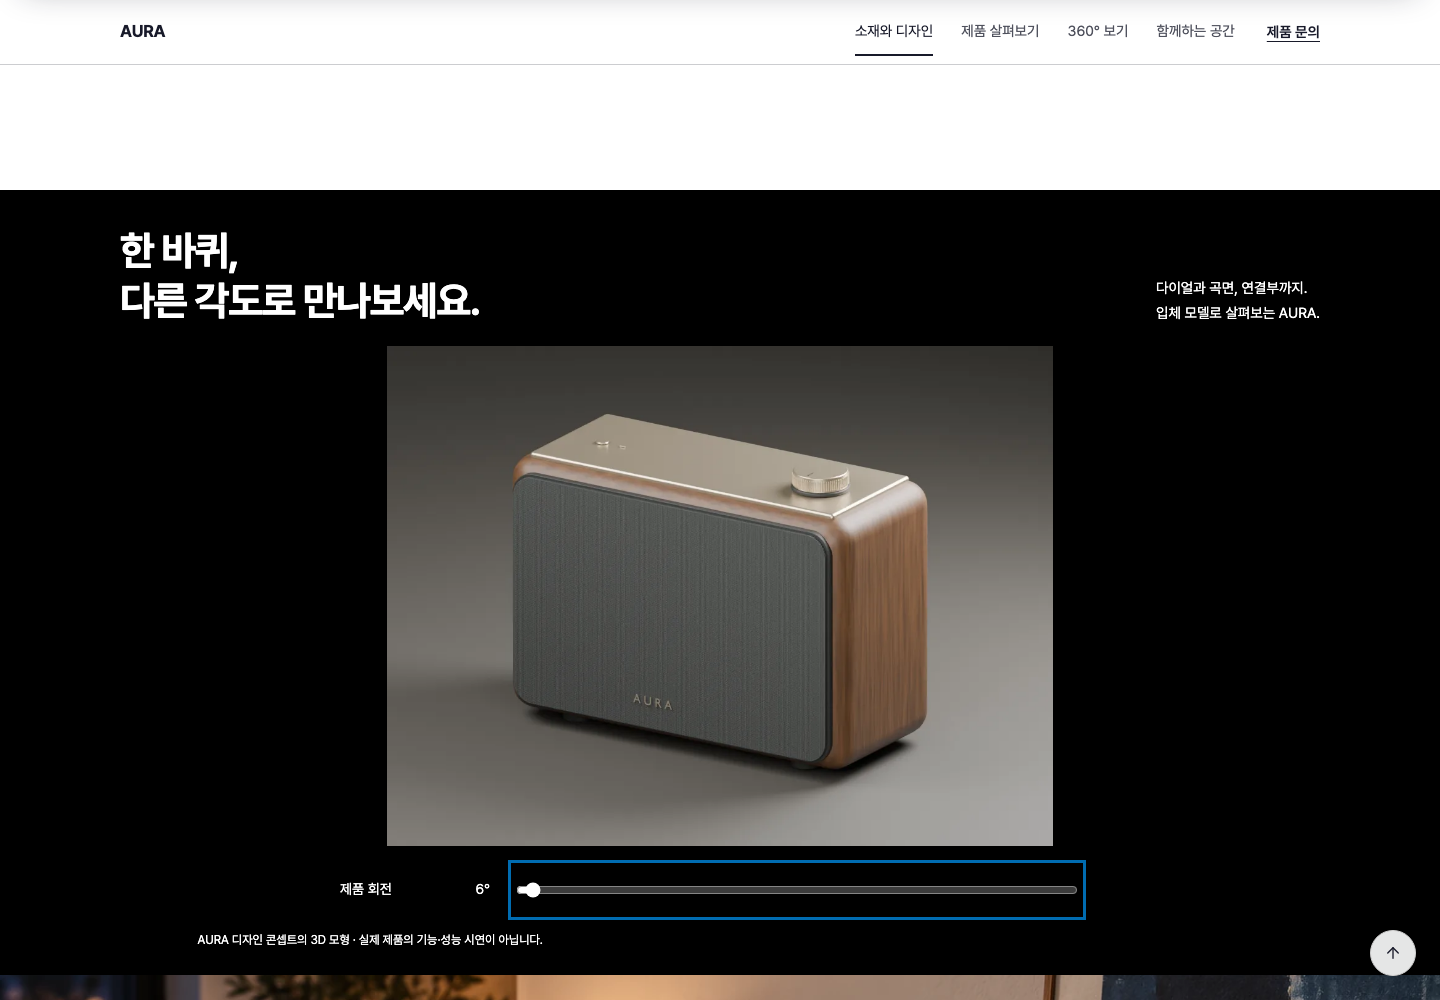 AURA
소재와 디자인
제품 살펴보기
360° 보기
함께하는 공간
제품 문의
한 바퀴,
다른 각도로 만나보세요.
다이얼과 곡면, 연결부까지.
입체 모델로 살펴보는 AURA.
AURA
제품 회전
6°
AURA 디자인 콘셉트의 3D 모형 · 실제 제품의 기능·성능 시연이 아닙니다.